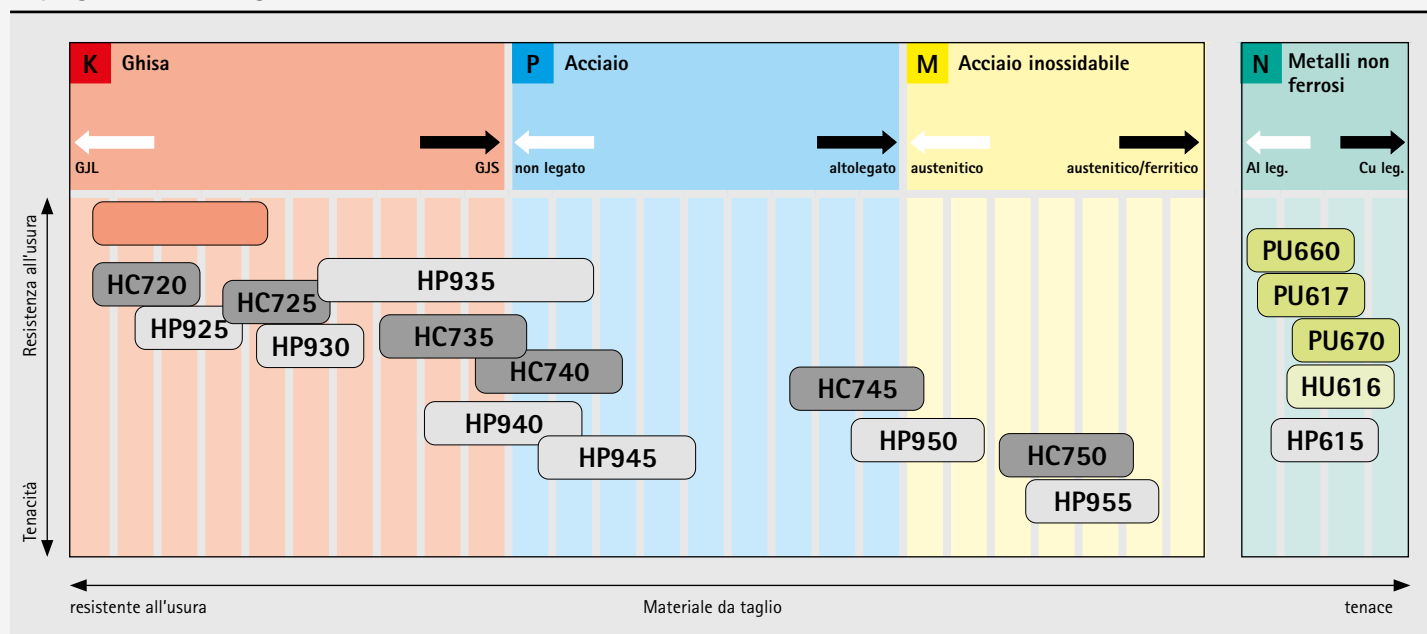 K Ghisa
P Acciaio
M Acciaio inossidabile
N Metalli non
ferrosi
GJL
GJS
non legato
altolegato
austenitico
austenitico/ferritico
Al leg.
Cu leg.
Resistenza all'usura
Tenacità
HC720
HP925
HC725
HP930
HP935
HC735
HC740
HP940
HP945
HC745
HP950
HC750
HP955
PU660
PU617
PU670
HU616
HP615
resistente all'usura
Materiale da taglio
tenace